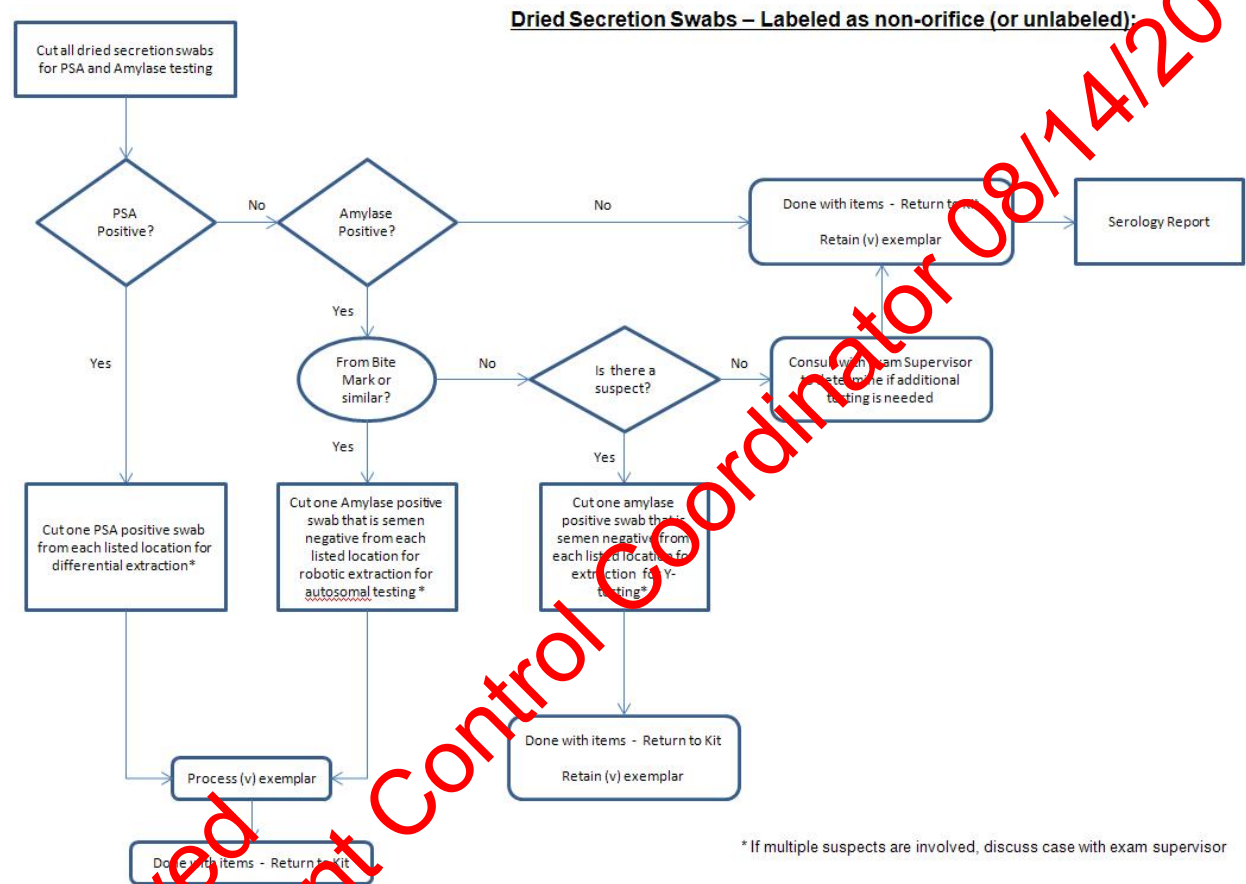 Dried Secretion Swabs – Labeled as non-orifice (or unlabeled):
Cut all dried secretion swabs
for PSA and Amylase testing
PSA
Positive?
No
Amylase
Positive?
No
Done with items - Return to Kit
Retain (v) exemplar
Serology Report
Yes
Yes
From Bite
Mark or
similar?
No
Is there a
suspect?
No
Consult with Exam Supervisor
to determine if additional
testing is needed
Yes
Yes
Cut one PSA positive swab
from each listed location for
differential extraction*
Cut one Amylase positive
swab that is semen
negative from each
listed location for
robotic extraction for
autosomal testing *
Cut one amylase
positive swab that is
semen negative from
each listed location for
extraction for Y-
testing*
Process (v) exemplar
Done with items - Return to Kit
Done with items - Return to Kit
Retain (v) exemplar
* If multiple suspects are involved, discuss case with exam supervisor
Control Coordinator 08/14/20